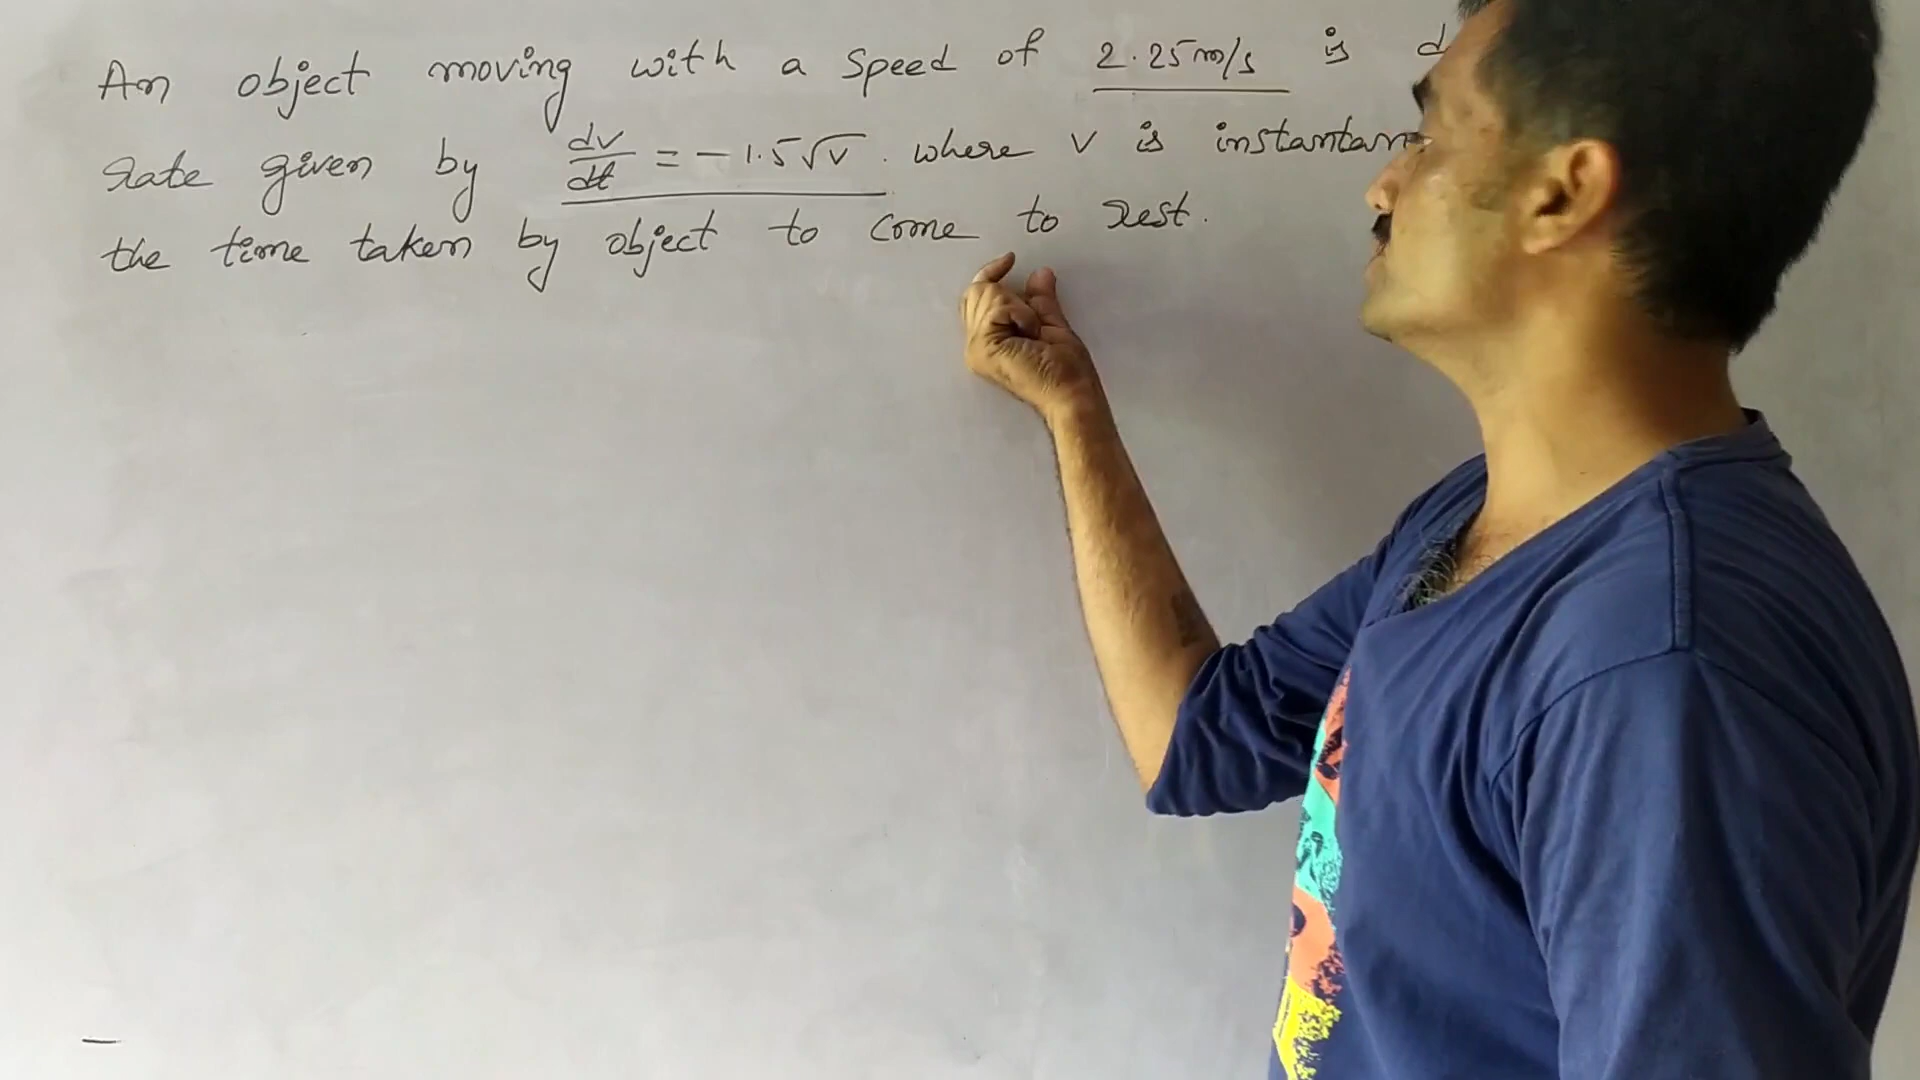 An object moving with a speed of 2.25 m/s is
rate given by dv/dt = -1.5√v. where v is
the time taken by object to come to rest.